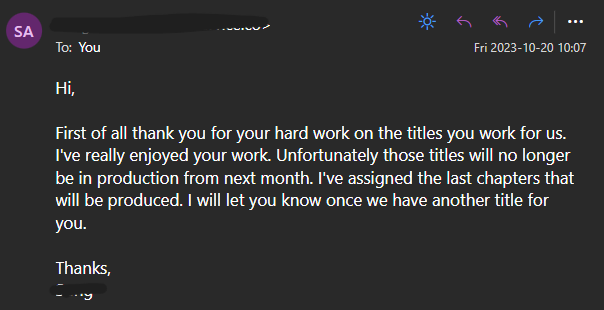 SA
To: You
Fri 2023-10-20 10:07
Hi,
First of all thank you for your hard work on the titles you work for us.
I've really enjoyed your work. Unfortunately those titles will no longer
be in production from next month. I've assigned the last chapters that
will be produced. I will let you know once we have another title for
you.
Thanks,